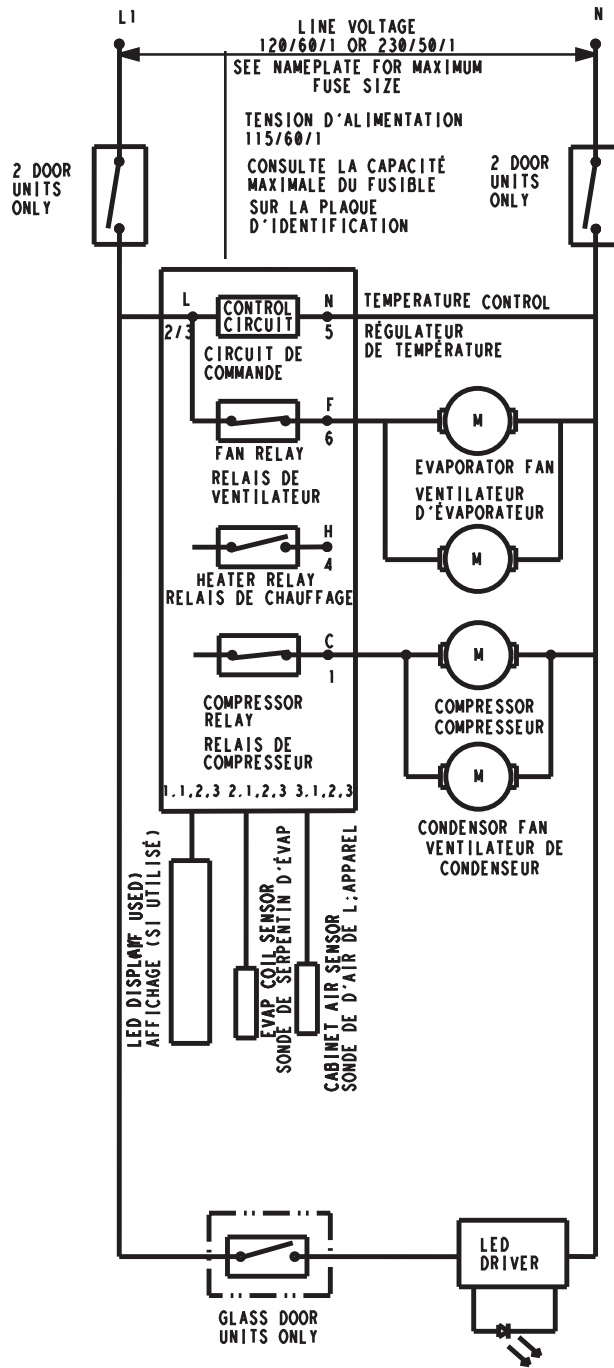 L1
N
LINE VOLTAGE
120/60/1 OR 230/50/1
SEE NAMEPLATE FOR MAXIMUM
FUSE SIZE
TENSION D'ALIMENTATION
115/60/1
CONSULTE LA CAPACITÉ
MAXIMALE DU FUSIBLE
SUR LA PLAQUE
D'IDENTIFICATION
2 DOOR
UNITS
ONLY
2 DOOR
UNITS
ONLY
L
2/3
CONTROL
CIRCUIT
N
5
TEMPERATURE CONTROL
RÉGULATEUR
DE TEMPÉRATURE
CIRCUIT DE
COMMANDE
F
6
FAN RELAY
RELAIS DE
VENTILATEUR
M
EVAPORATOR FAN
VENTILATEUR
D'ÉVAPORATEUR
M
H
4
HEATER RELAY
RELAIS DE CHAUFFAGE
C
1
COMPRESSOR
RELAY
RELAIS DE
COMPRESSEUR
M
COMPRESSOR
COMPRESSEUR
M
CONDENSOR FAN
VENTILATEUR DE
CONDENSEUR
1.1,2,3 2.1,2,3 3.1,2,3
LED USED)
AFFICHAGE (SI UTILISÉ)
EVAP COIL SENSOR
SONDE DE SERPENTIN D'ÉVAP
CABINET AIR SENSOR
SONDE DE D'AIR DE L;APPAREL
GLASS DOOR
UNITS ONLY
LED
DRIVER